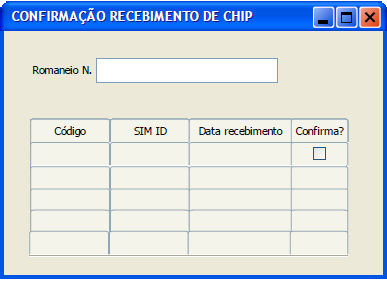 CONFIRMAÇÃO RECEBIMENTO DE CHIP
Romaneio N.
Código SIM ID Data recebimento Confirma?